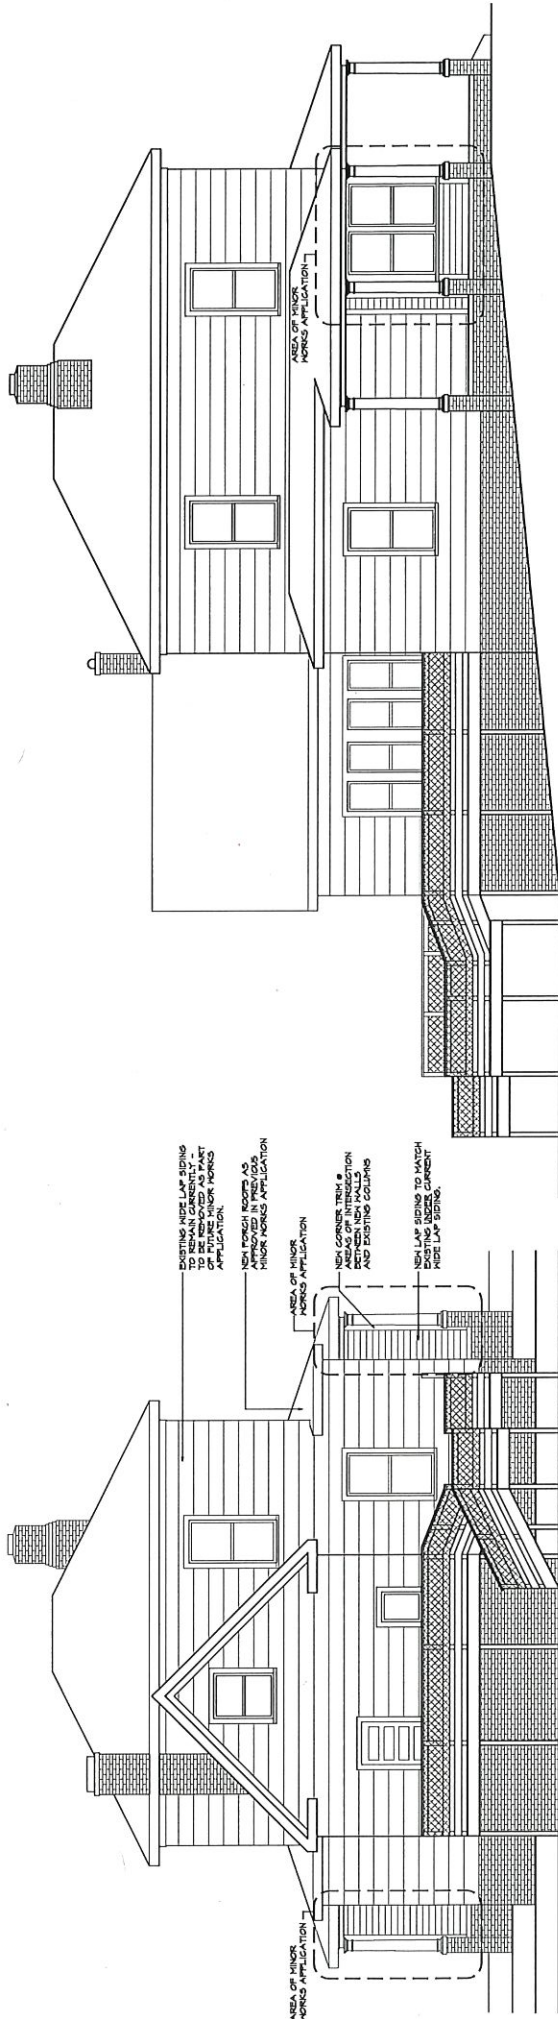 AREA OF MINOR
WORKS APPLICATION
EXISTING WIDE LAP SIDING
TO REMAIN CURRENTLY -
TO BE REMOVED AS PART
OF FUTURE MINOR WORKS
APPLICATION.
NEW PORCH ROOFS AS
APPROVED IN PREVIOUS
MINOR WORKS APPLICATION
AREA OF MINOR
WORKS APPLICATION
NEW CORNER TRIM @
AREAS OF INTERSECTION
BETWEEN NEW WALLS
AND EXISTING COLUMNS
NEW LAP SIDING TO MATCH
EXISTING UNDER CURRENT
WIDE LAP SIDING.
AREA OF MINOR
WORKS APPLICATION